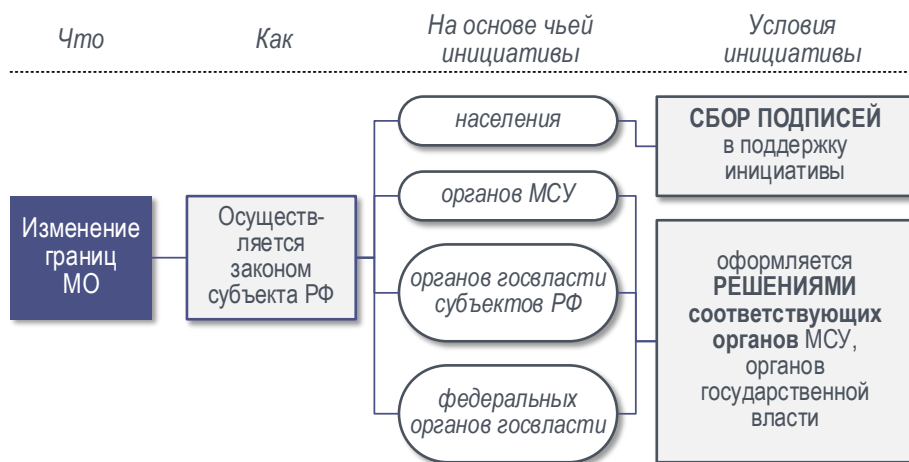 Что
Как
На основе чьей
инициативы
Условия
инициативы
Изменение
границ
МО
Осуществ-
ляется
законом
субъекта РФ
населения
органов МСУ
органов госвласти
субъектов РФ
федеральных
органов госвласти
СБОР ПОДПИСЕЙ
в поддержку
инициативы
оформляется
РЕШЕНИЯМИ
соответствующих
органов МСУ,
органов
государственной
власти